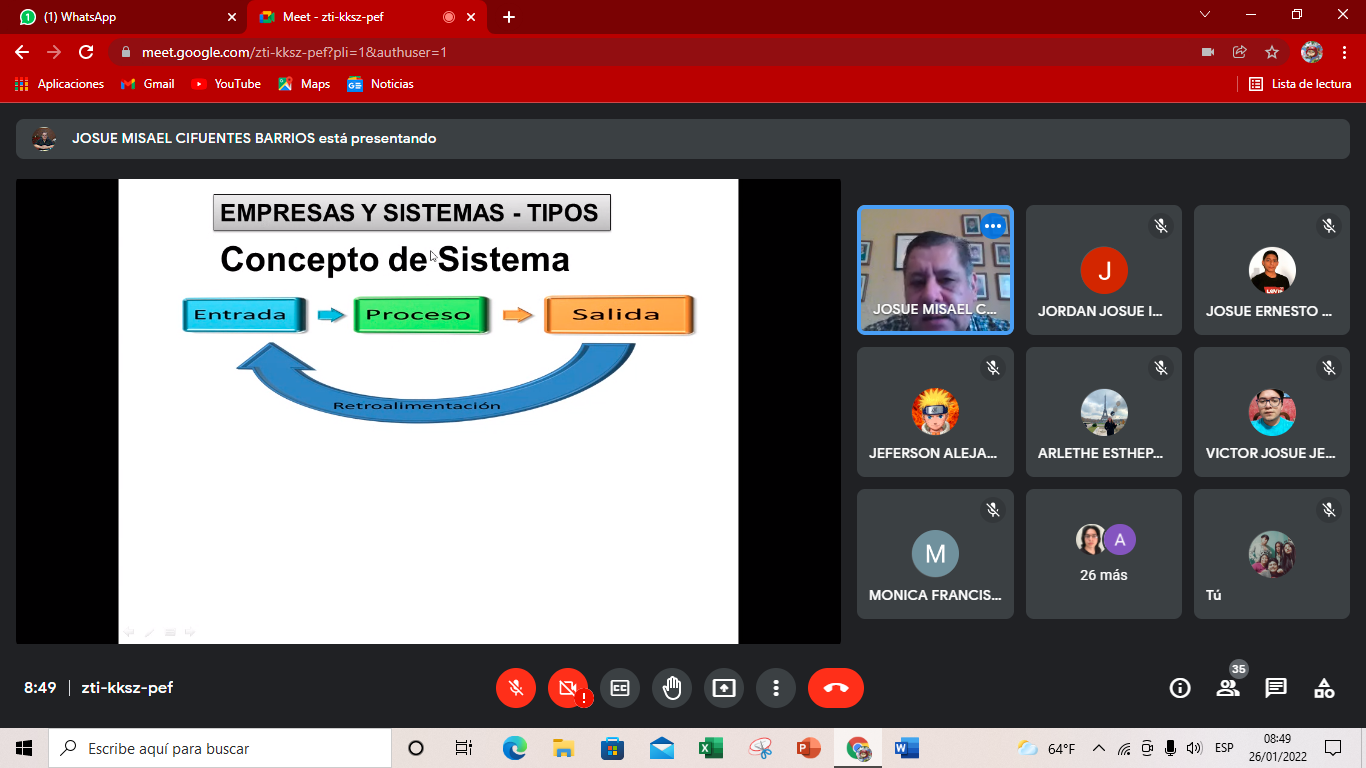 (1) WhatsApp
Meet - zti-kksz-pef
meet.google.com/zti-kksz-pef?pli=1&authuser=1
Aplicaciones
Gmail
YouTube
Maps
Noticias
Lista de lectura
JOSUE MISAEL CIFUENTES BARRIOS está presentando
EMPRESAS Y SISTEMAS - TIPOS
Concepto de Sistema
Entrada
Proceso
Salida
Retroalimentación
JOSUE MISAEL C...
J
JORDAN JOSUE I...
JOSUE ERNESTO ...
JEFERSON ALEJA...
ARLETHE ESTHEP...
VICTOR JOSUE JE...
M
MONICA FRANCIS...
A
26 más
Tú
8:49 | zti-kksz-pef
35
Escribe aquí para buscar
64°F
ESP
08:49
26/01/2022